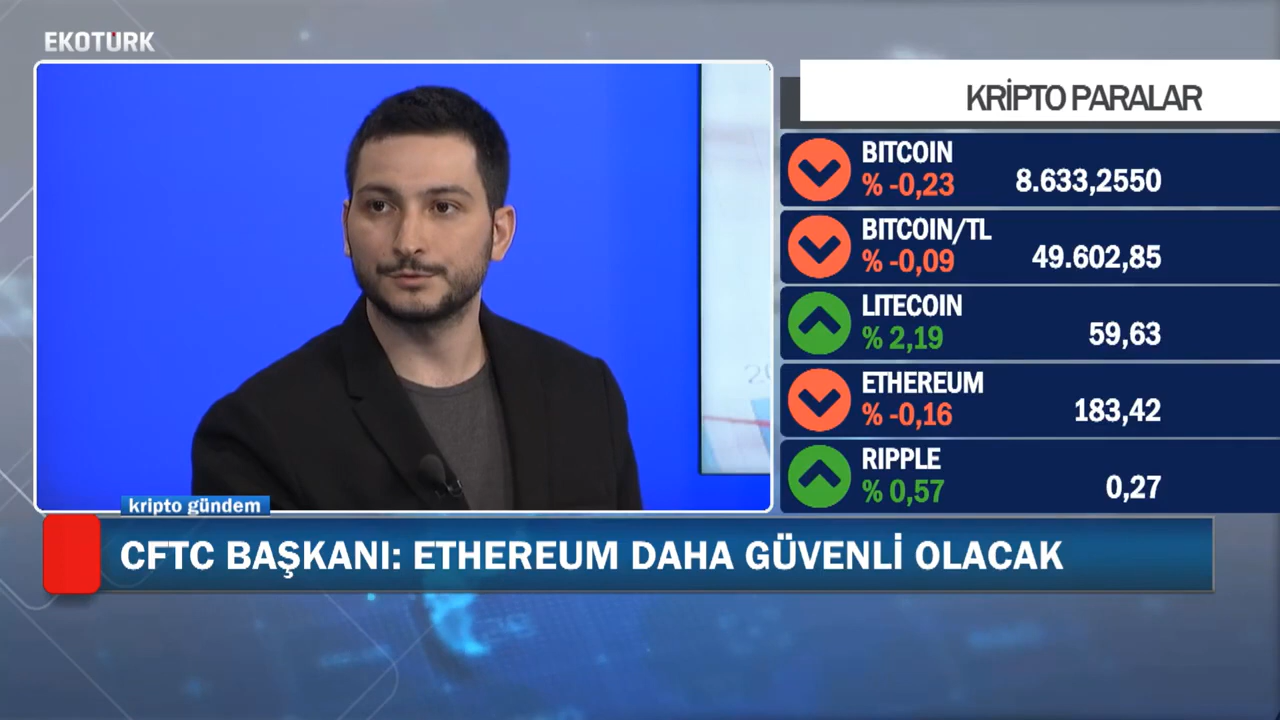 EKOTÜRK
KRİPTO PARALAR
BITCOIN
% -0,23
8.633,2550
BITCOIN/TL
% -0,09
49.602,85
LITECOIN
% 2,19
59,63
ETHEREUM
% -0,16
183,42
RIPPLE
% 0,57
0,27
kripto gündem
CFTC BAŞKANI: ETHEREUM DAHA GÜVENLİ OLACAK